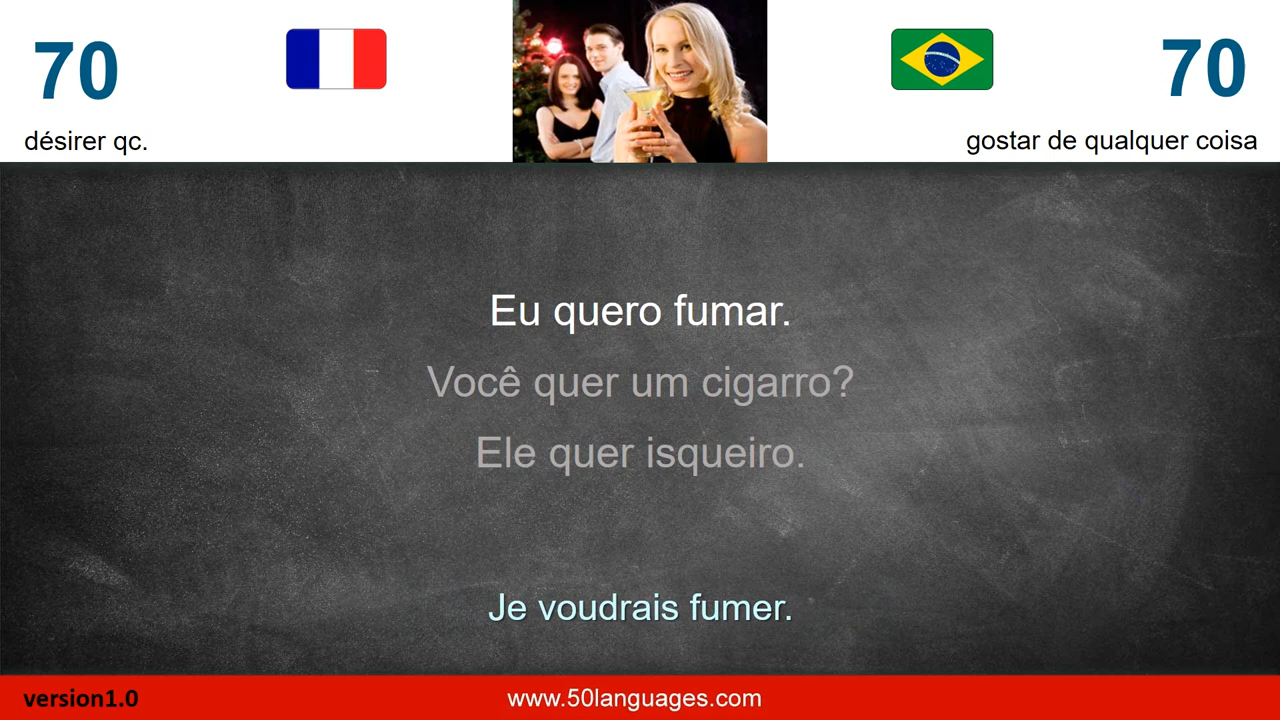 70
70
désirer qc.
gostar de qualquer coisa
Eu quero fumar.
Você quer um cigarro?
Ele quer isqueiro.
Je voudrais fumer.
version1.0
www.50languages.com